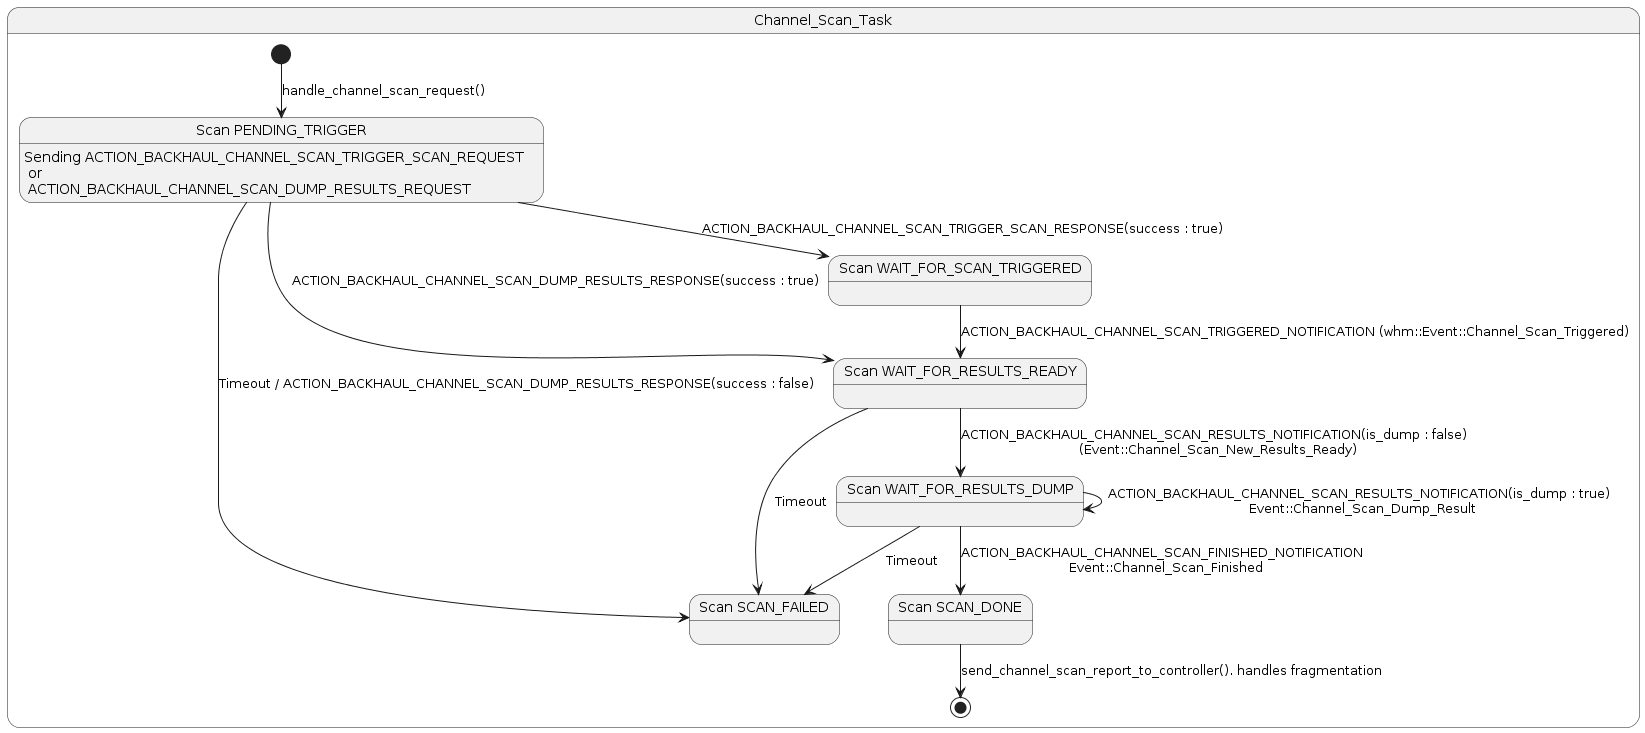 Channel_Scan_Task
handle_channel_scan_request()
Scan PENDING_TRIGGER
Sending ACTION_BACKHAUL_CHANNEL_SCAN_TRIGGER_SCAN_REQUEST
or
ACTION_BACKHAUL_CHANNEL_SCAN_DUMP_RESULTS_REQUEST
ACTION_BACKHAUL_CHANNEL_SCAN_TRIGGER_SCAN_RESPONSE(success : true)
Scan WAIT_FOR_SCAN_TRIGGERED
ACTION_BACKHAUL_CHANNEL_SCAN_DUMP_RESULTS_RESPONSE(success : true)
ACTION_BACKHAUL_CHANNEL_SCAN_TRIGGERED_NOTIFICATION (whm::Event::Channel_Scan_Triggered)
Scan WAIT_FOR_RESULTS_READY
Timeout / ACTION_BACKHAUL_CHANNEL_SCAN_DUMP_RESULTS_RESPONSE(success : false)
ACTION_BACKHAUL_CHANNEL_SCAN_RESULTS_NOTIFICATION(is_dump : false)
(Event::Channel_Scan_New_Results_Ready)
Scan WAIT_FOR_RESULTS_DUMP
ACTION_BACKHAUL_CHANNEL_SCAN_RESULTS_NOTIFICATION(is_dump : true)
Event::Channel_Scan_Dump_Result
Timeout
Timeout
ACTION_BACKHAUL_CHANNEL_SCAN_FINISHED_NOTIFICATION
Event::Channel_Scan_Finished
Scan SCAN_FAILED
Scan SCAN_DONE
send_channel_scan_report_to_controller(). handles fragmentation